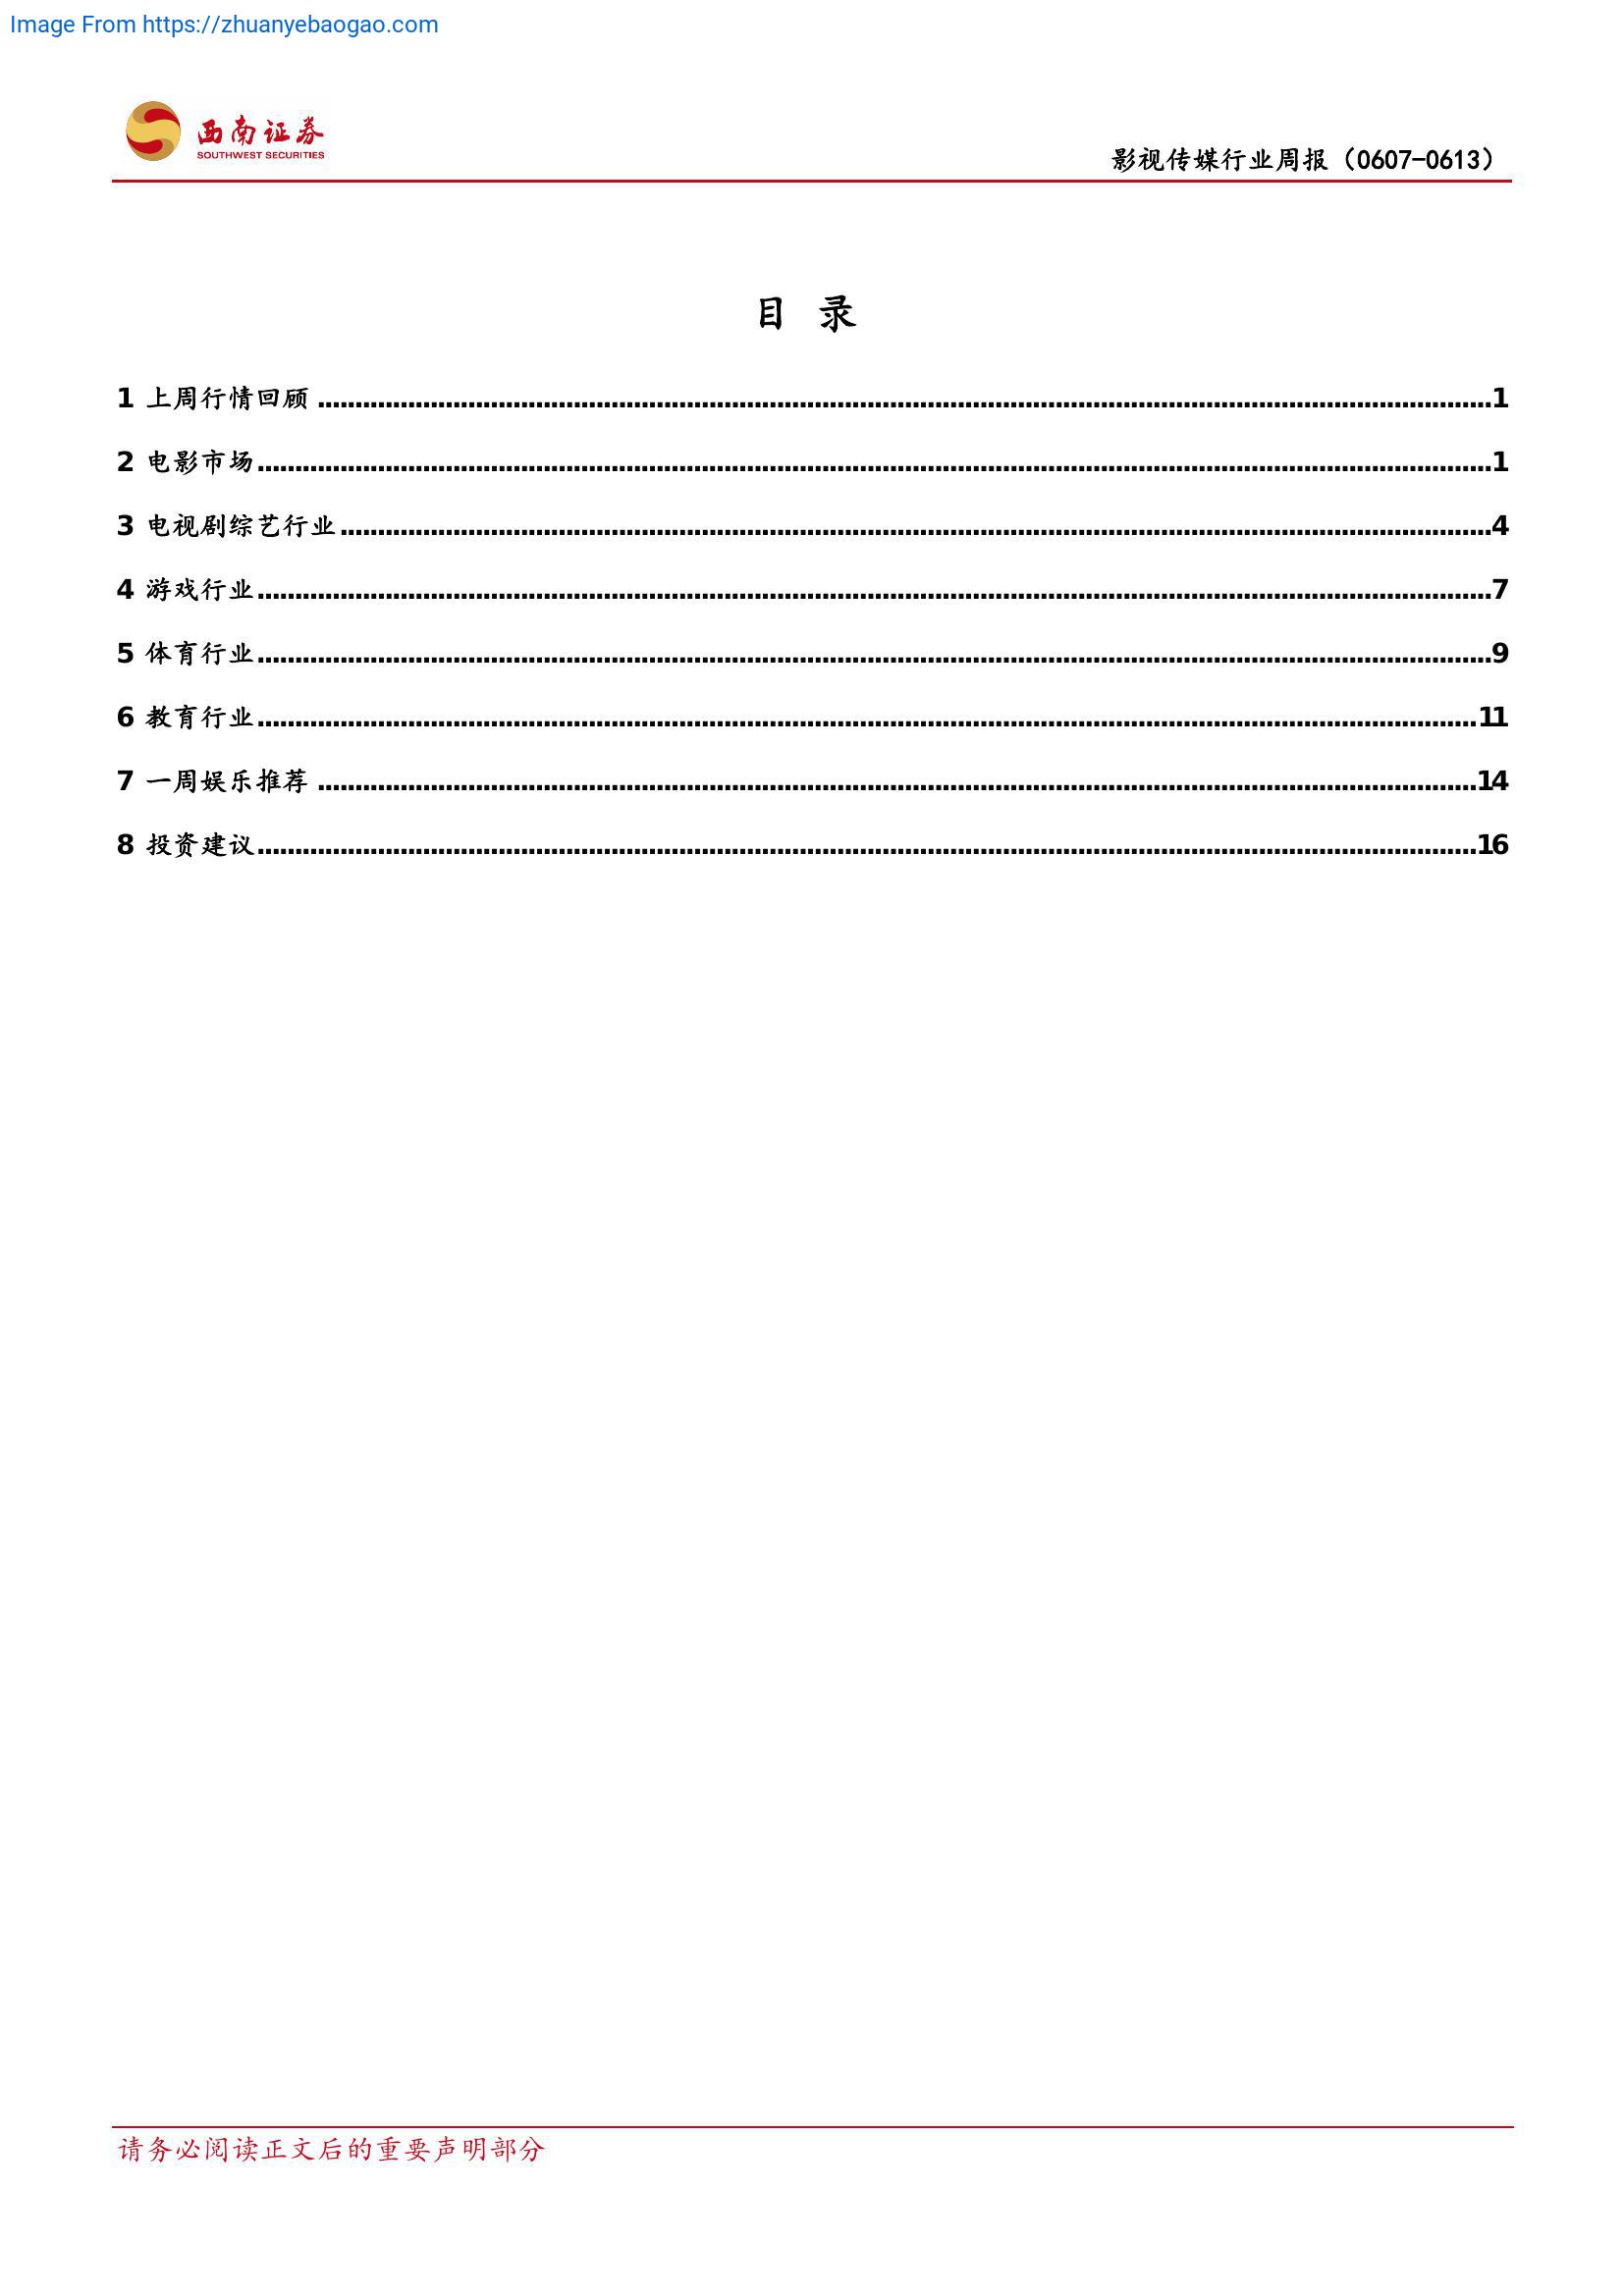 Image From https://zhuanyebaogao.com
西南证券
SOUTHWEST SECURITIES
影视传媒行业周报（0607-0613）
目 录
1 上周行情回顾 ........................................................................................................................1
2 电影市场........................................................................................................................1
3 电视剧综艺行业........................................................................................................................4
4 游戏行业........................................................................................................................7
5 体育行业........................................................................................................................9
6 教育行业........................................................................................................................11
7 一周娱乐推荐 ........................................................................................................................14
8 投资建议........................................................................................................................16
请务必阅读正文后的重要声明部分